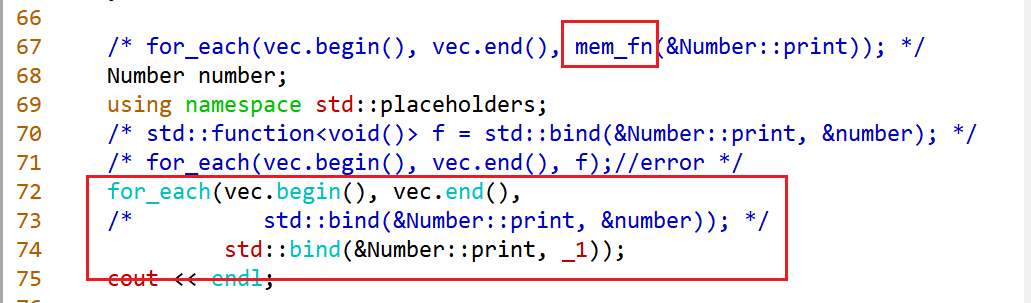 66
67 /* for_each(vec.begin(), vec.end(), mem_fn(&Number::print)); */
68 Number number;
69 using namespace std::placeholders;
70 /* std::function<void()> f = std::bind(&Number::print, &number); */
71 /* for_each(vec.begin(), vec.end(), f);//error */
72 for_each(vec.begin(), vec.end(),
73 /* std::bind(&Number::print, &number)); */
74 std::bind(&Number::print, _1));
75 cout << endl;